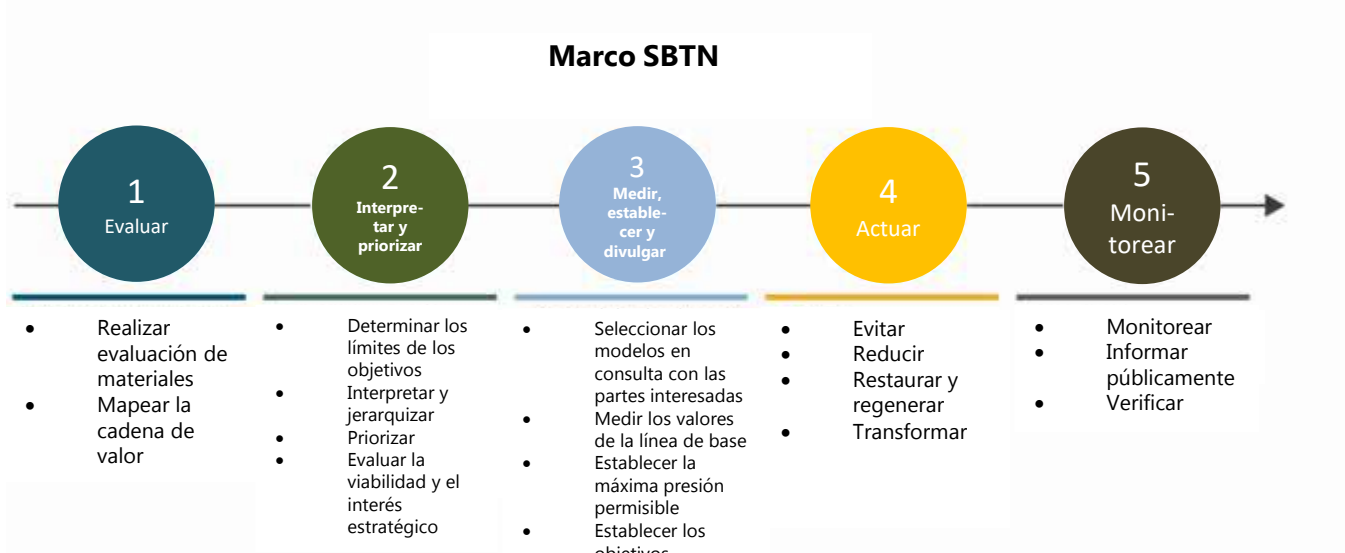 Marco SBTN
1
Evaluar
2
Interpre-
tar y
priorizar
3
Medir,
estable-
cer y
divulgar
4
Actuar
5
Moni-
torear
• Realizar
evaluación de
materiales
• Mapear la
cadena de
valor
• Determinar los
límites de los
objetivos
• Interpretar y
jerarquizar
• Priorizar
• Evaluar la
viabilidad y el
interés
estratégico
• Seleccionar los
modelos en
consulta con las
partes interesadas
• Medir los valores
de la línea de base
• Establecer la
máxima presión
permisible
• Establecer los
objetivos
• Evitar
• Reducir
• Restaurar y
regenerar
• Transformar
• Monitorear
• Informar
públicamente
• Verificar